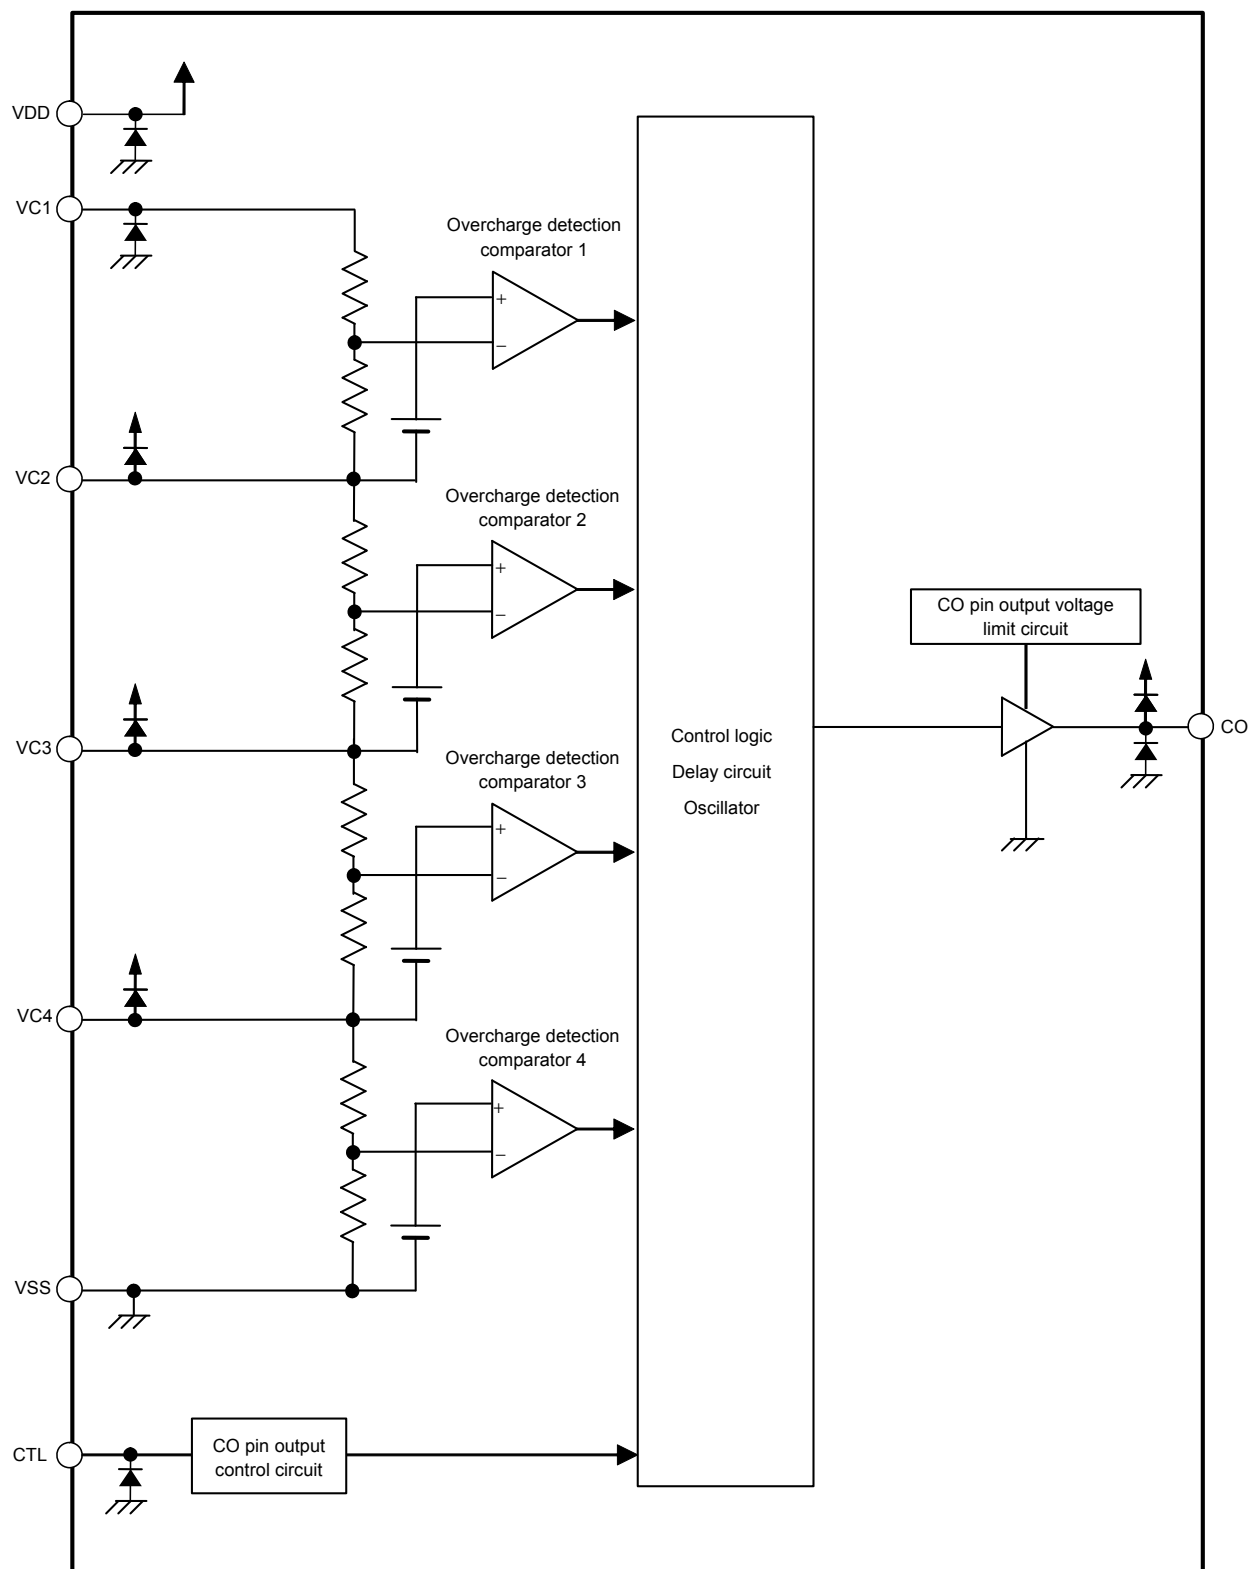 VDD
VC1
Overcharge detection
comparator 1
+
−
VC2
Overcharge detection
comparator 2
+
−
CO pin output voltage
limit circuit
VC3
CO
Control logic
Delay circuit
Oscillator
Overcharge detection
comparator 3
+
−
VC4
Overcharge detection
comparator 4
+
−
VSS
CTL
CO pin output
control circuit